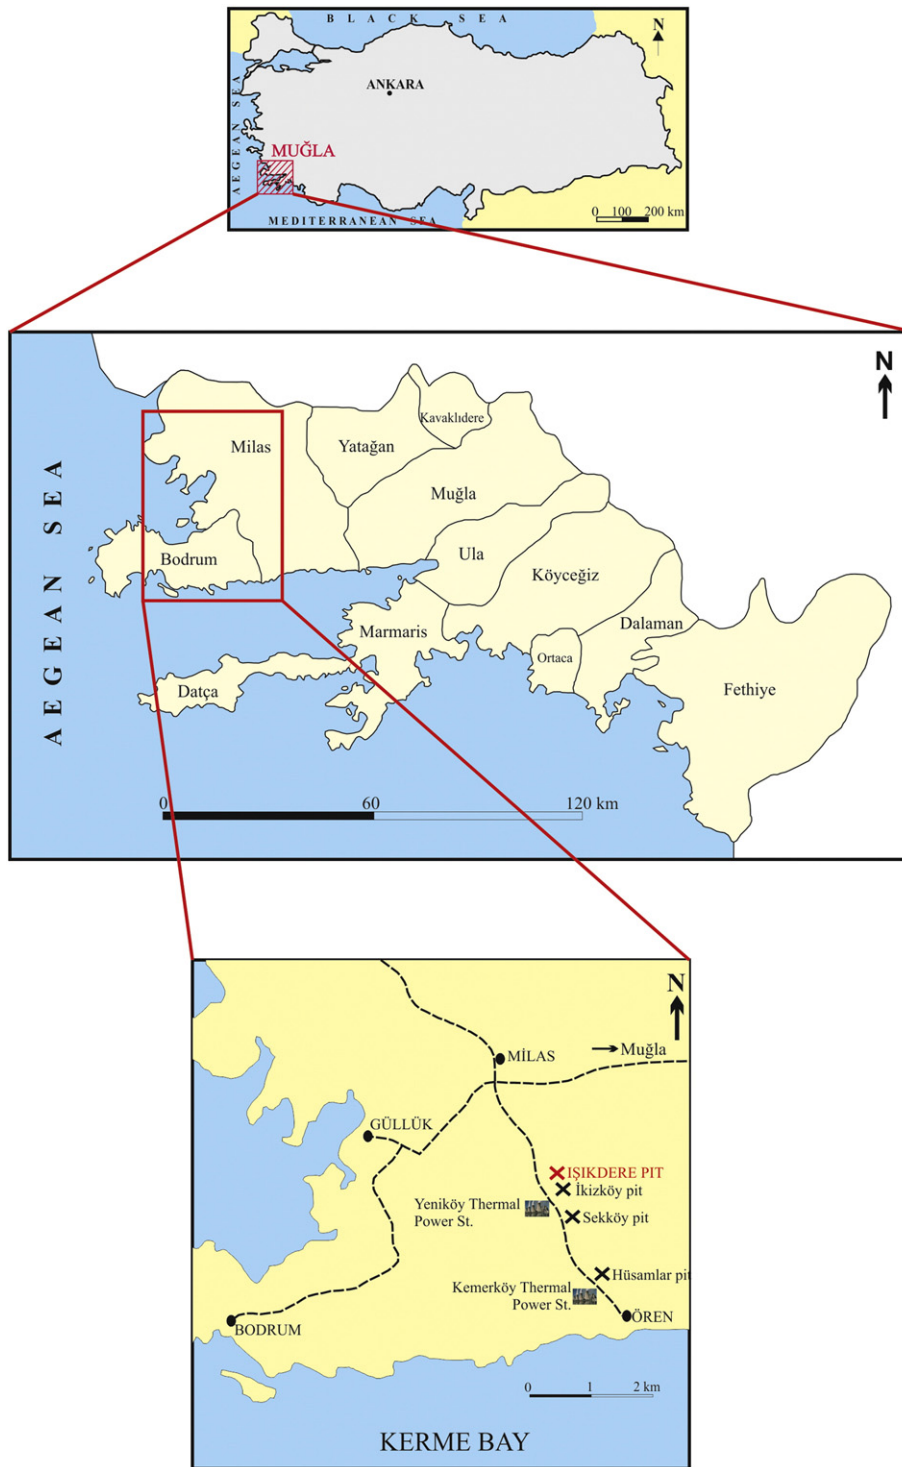 BLACK SEA
N
ANKARA
AEGEAN SEA
MUĞLA
MEDITERRANEAN SEA
0 100 200 km
N
Kavaklıdere
Milas
Yatağan
Muğla
AEGEAN SEA
Bodrum
Ula
Köyceğiz
Marmaris
Dalaman
Ortaca
Datça
Fethiye
0 60 120 km
N
MİLAS
Muğla
GÜLLÜK
IŞIKDERE PIT
İkizköy pit
Yeniköy Thermal
Power St.
Sekköy pit
Hüsamlar pit
Kemerköy Thermal
Power St.
ÖREN
BODRUM
0 1 2 km
KERME BAY